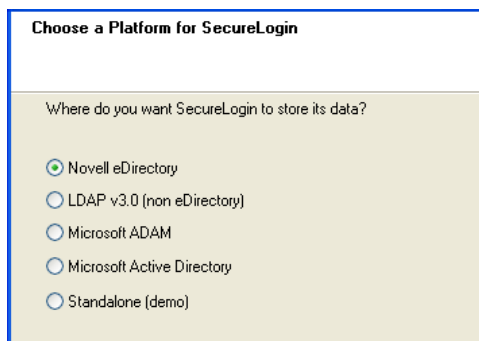 Choose a Platform for SecureLogin
Where do you want SecureLogin to store its data?
Novell eDirectory
LDAP v3.0 (non eDirectory)
Microsoft ADAM
Microsoft Active Directory
Standalone (demo)